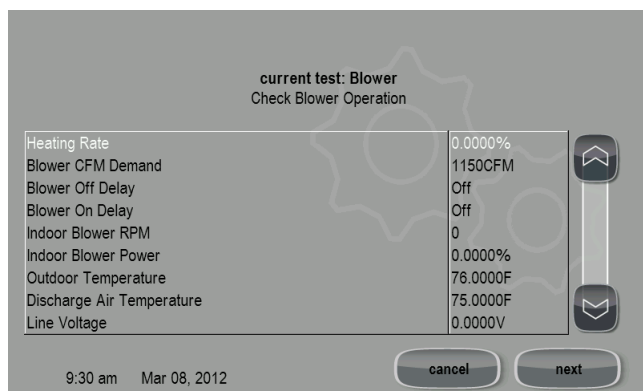 current test: Blower
Check Blower Operation
Heating Rate 0.0000%
Blower CFM Demand 1150CFM
Blower Off Delay Off
Blower On Delay Off
Indoor Blower RPM 0
Indoor Blower Power 0.0000%
Outdoor Temperature 76.0000F
Discharge Air Temperature 75.0000F
Line Voltage 0.0000V
cancel next
9:30 am Mar 08, 2012